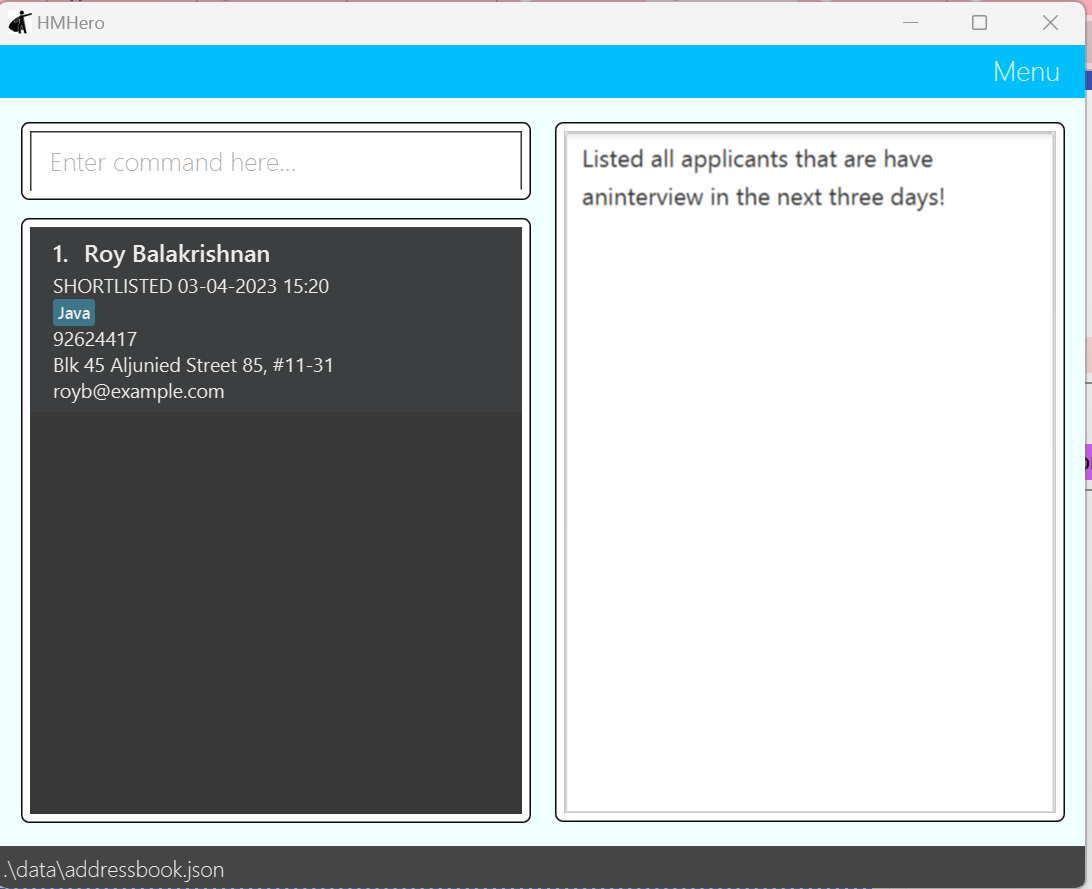 HMHero
Menu
Enter command here...
1. Roy Balakrishnan
SHORTLISTED 03-04-2023 15:20
Java
92624417
Blk 45 Aljunied Street 85, #11-31
royb@example.com
Listed all applicants that are have
aninterview in the next three days!
.\data\addressbook.json